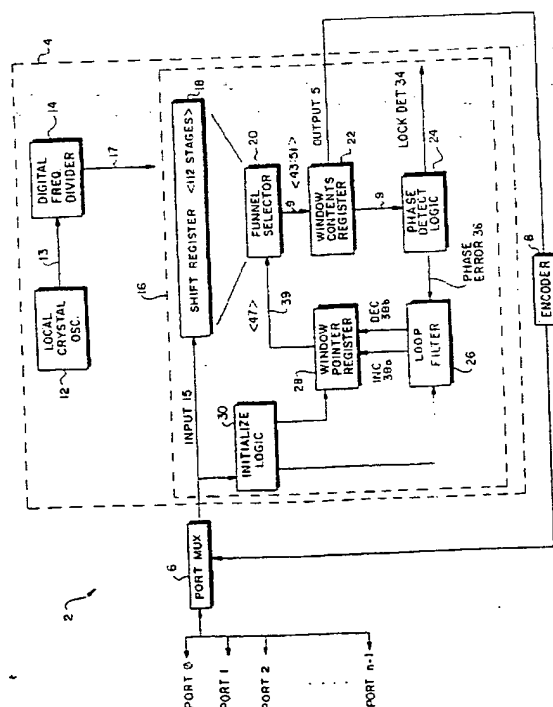 2
4
LOCAL
CRYSTAL
OSC.
12
13
DIGITAL
FREQ.
DIVIDER
14
17
16
SHIFT REGISTER <112 STAGES>
18
INPUT 15
30
INITIALIZE
LOGIC
<47>
39
FUNNEL
SELECTOR
20
9
<43:51>
OUTPUT 5
28
WINDOW
POINTER
REGISTER
WINDOW
CONTENTS
REGISTER
22
9
INC
38a
DEC
38b
LOOP
FILTER
26
PHASE
DETECT
LOGIC
24
PHASE
ERROR 36
LOCK DET 34
6
PORT MUX
PORT 0
PORT 1
PORT 2
PORT n-1
ENCODER
8